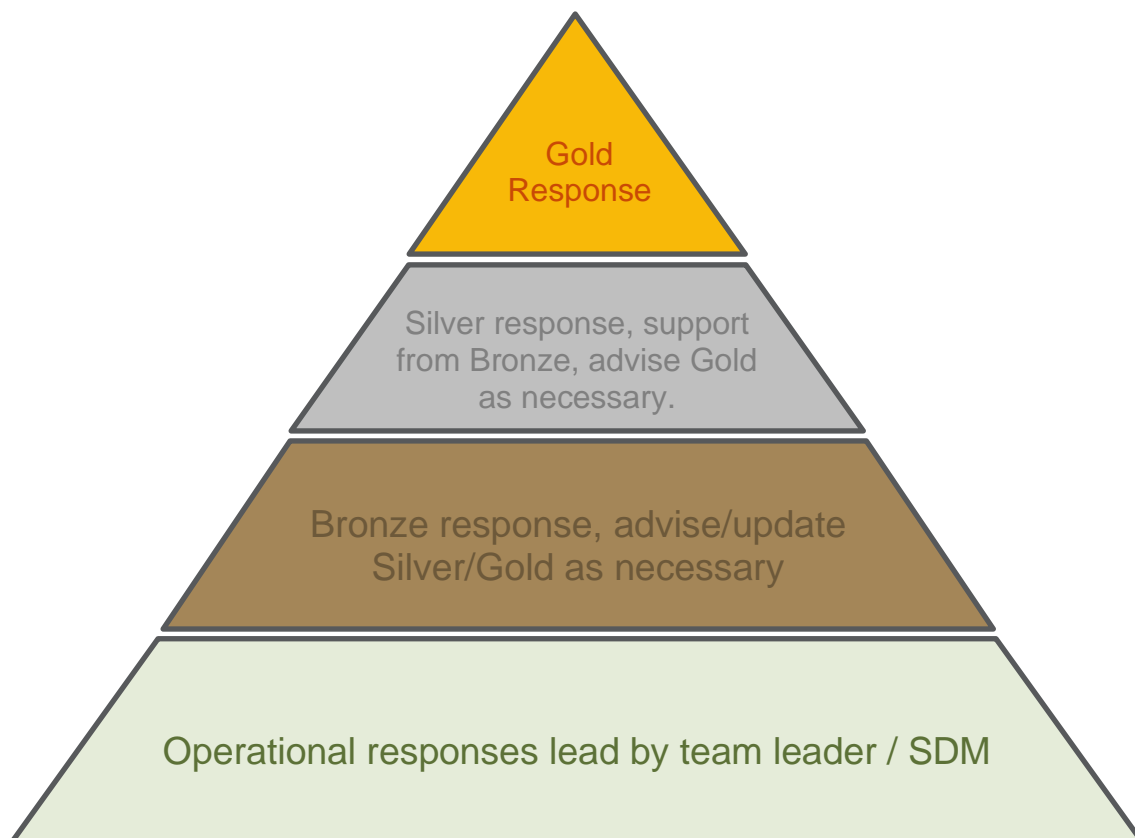 Gold
Response
Silver response, support
from Bronze, advise Gold
as necessary.
Bronze response, advise/update
Silver/Gold as necessary
Operational responses lead by team leader / SDM